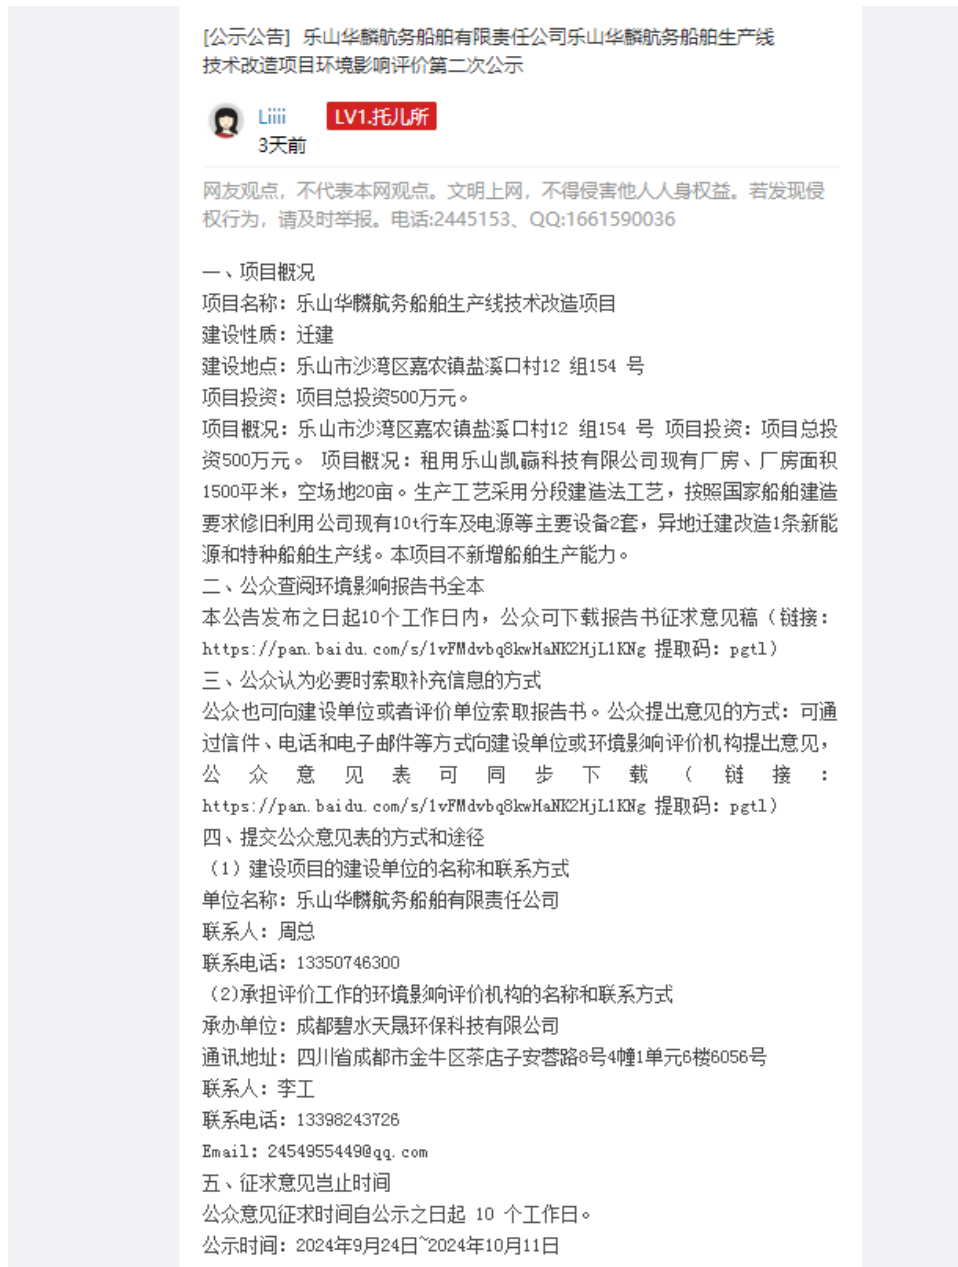 [公示公告] 乐山华麟航务船舶有限责任公司乐山华麟航务船舶生产线
技术改造项目环境影响评价第二次公示
Liiii LV1.托儿所
3天前
网友观点，不代表本网观点。文明上网，不得侵害他人人身权益。若发现侵
权行为，请及时举报。电话:2445153、QQ:1661590036
一、项目概况
项目名称：乐山华麟航务船舶生产线技术改造项目
建设性质：迁建
建设地点：乐山市沙湾区嘉农镇盐溪口村12 组154 号
项目投资：项目总投资500万元。
项目概况：乐山市沙湾区嘉农镇盐溪口村12 组154 号 项目投资：项目总投
资500万元。 项目概况：租用乐山凯赢科技有限公司现有厂房、厂房面积
1500平米，空场地20亩。生产工艺采用分段建造法工艺，按照国家船舶建造
要求修旧利用公司现有10t行车及电源等主要设备2套，异地迁建改造1条新能
源和特种船舶生产线。本项目不新增船舶生产能力。
二、公众查阅环境影响报告书全本
本公告发布之日起10个工作日内，公众可下载报告书征求意见稿（链接：
https://pan.baidu.com/s/1vFMdvbq8kwHaNK2HjL1KNg 提取码：pgtl）
三、公众认为必要时索取补充信息的方式
公众也可向建设单位或者评价单位索取报告书。公众提出意见的方式：可通
过信件、电话和电子邮件等方式向建设单位或环境影响评价机构提出意见，
公众意见表可同步下载（链接：
https://pan.baidu.com/s/1vFMdvbq8kwHaNK2HjL1KNg 提取码：pgtl）
四、提交公众意见表的方式和途径
（1）建设项目的建设单位的名称和联系方式
单位名称：乐山华麟航务船舶有限责任公司
联系人：周总
联系电话：13350746300
（2)承担评价工作的环境影响评价机构的名称和联系方式
承办单位：成都碧水天晟环保科技有限公司
通讯地址：四川省成都市金牛区茶店子安蓉路8号4幢1单元6楼6056号
联系人：李工
联系电话：13398243726
Email：2454955449@qq.com
五、征求意见岂止时间
公众意见征求时间自公示之日起 10 个工作日。
公示时间：2024年9月24日~2024年10月11日